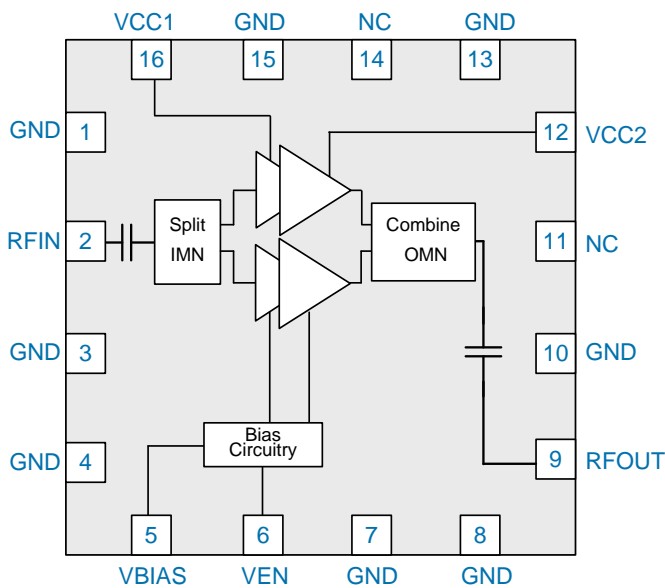 VCC1 GND NC GND
16 15 14 13
GND 1
12 VCC2
RFIN 2
Split
IMN
Combine
OMN
11 NC
GND 3
10 GND
GND 4
Bias
Circuitry
9 RFOUT
5 6 7 8
VBIAS VEN GND GND